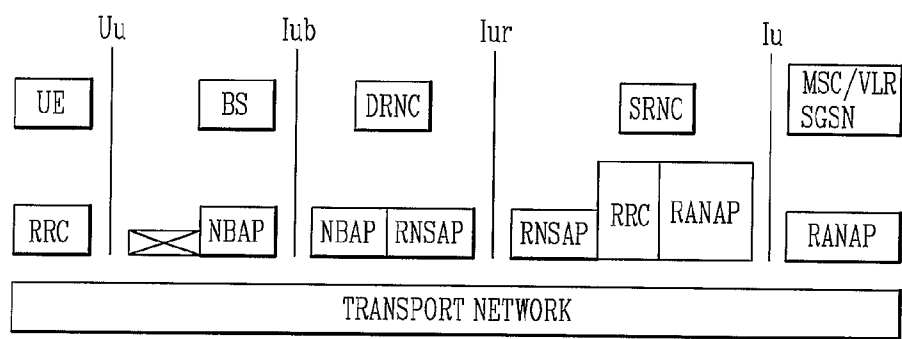 Uu Iub Iur Iu
UE BS DRNC SRNC MSC/VLR
SGSN
RRC NBAP NBAP RNSAP RNSAP RRC RANAP RANAP
TRANSPORT NETWORK